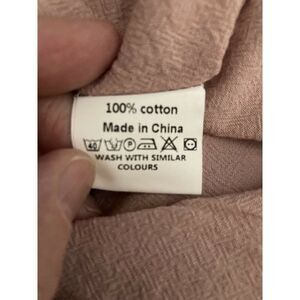 100% cotton
Made in China
40 P
WASH WITH SIMILAR
COLOURS